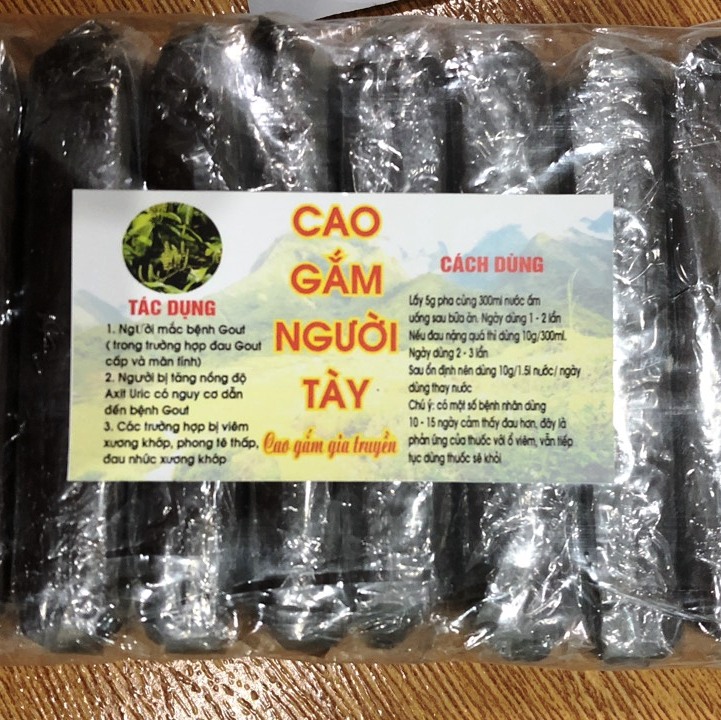 CAO
GẮM
NGƯỜI
TÀY
Cao gắm gia truyền
TÁC DỤNG
1. Người mắc bệnh Gout
( trong trường hợp đau Gout
cấp và mãn tính)
2. Người bị tăng nồng độ
Axit Uric có nguy cơ dẫn
đến bệnh Gout
3. Các trường hợp bị viêm
xương khớp, phong tê thấp,
đau nhức xương khớp
CÁCH DÙNG
Lấy 5g pha cùng 300ml nước ấm
uống sau bữa ăn. Ngày dùng 1 - 2 lần
Nếu đau nặng quá thì dùng 10g/300ml.
Ngày dùng 2 - 3 lần
Sau ổn định nên dùng 10g/1.5l nước/ ngày
dùng thay nước
Chú ý: có một số bệnh nhân dùng
10 - 15 ngày cảm thấy đau hơn, đây là
phản ứng của thuốc với ổ viêm, vẫn tiếp
tục dùng thuốc sẽ khỏi